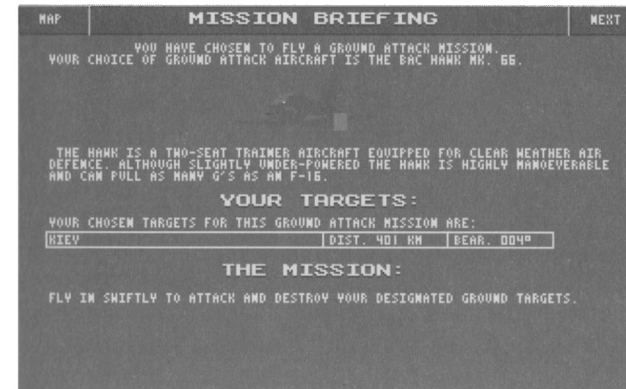 MAP
MISSION BRIEFING
NEXT
YOU HAVE CHOSEN TO FLY A GROUND ATTACK MISSION.
YOUR CHOICE OF GROUND ATTACK AIRCRAFT IS THE BAC HAWK MK. 66.
THE HAWK IS A TWO-SEAT TRAINER AIRCRAFT EQUIPPED FOR CLEAR WEATHER AIR
DEFENCE. ALTHOUGH SLIGHTLY UNDER-POWERED THE HAWK IS HIGHLY MANOEVERABLE
AND CAN PULL AS MANY G'S AS AN F-16.
YOUR TARGETS:
YOUR CHOSEN TARGETS FOR THIS GROUND ATTACK MISSION ARE:
KIEV DIST. 401 KM BEAR. 004°
THE MISSION:
FLY IN SWIFTLY TO ATTACK AND DESTROY YOUR DESIGNATED GROUND TARGETS.